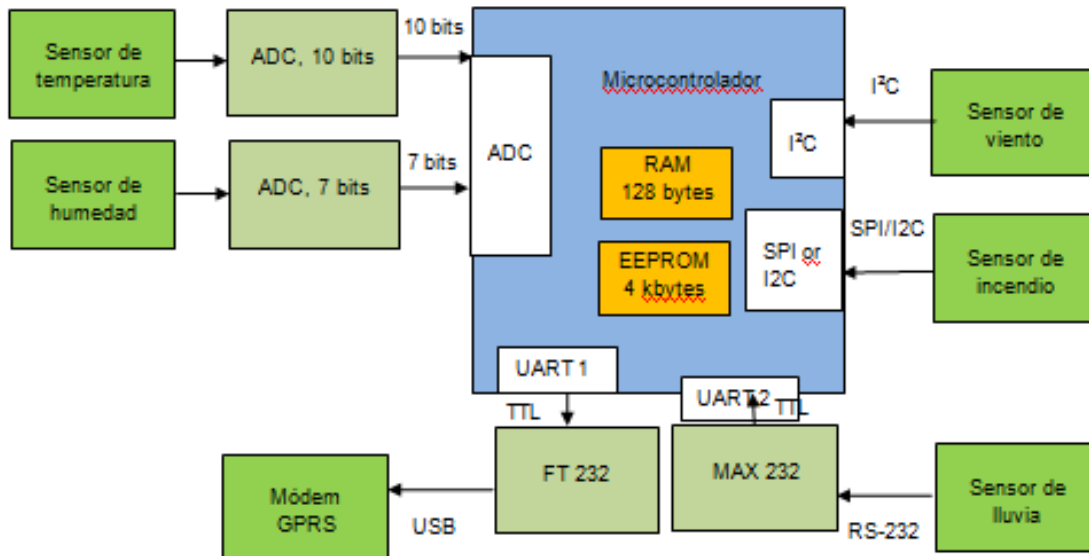 10 bits
Sensor de
temperatura
ADC, 10 bits
Microcontrolador
I²C
Sensor de
viento
I²C
ADC
7 bits
RAM
128 bytes
Sensor de
humedad
ADC, 7 bits
SPI/I2C
EEPROM
4 kbytes
SPI or
I2C
Sensor de
incendio
UART 1
UART 2
TTL
TTL
FT 232
MAX 232
Módem
GPRS
USB
RS-232
Sensor de
lluvia